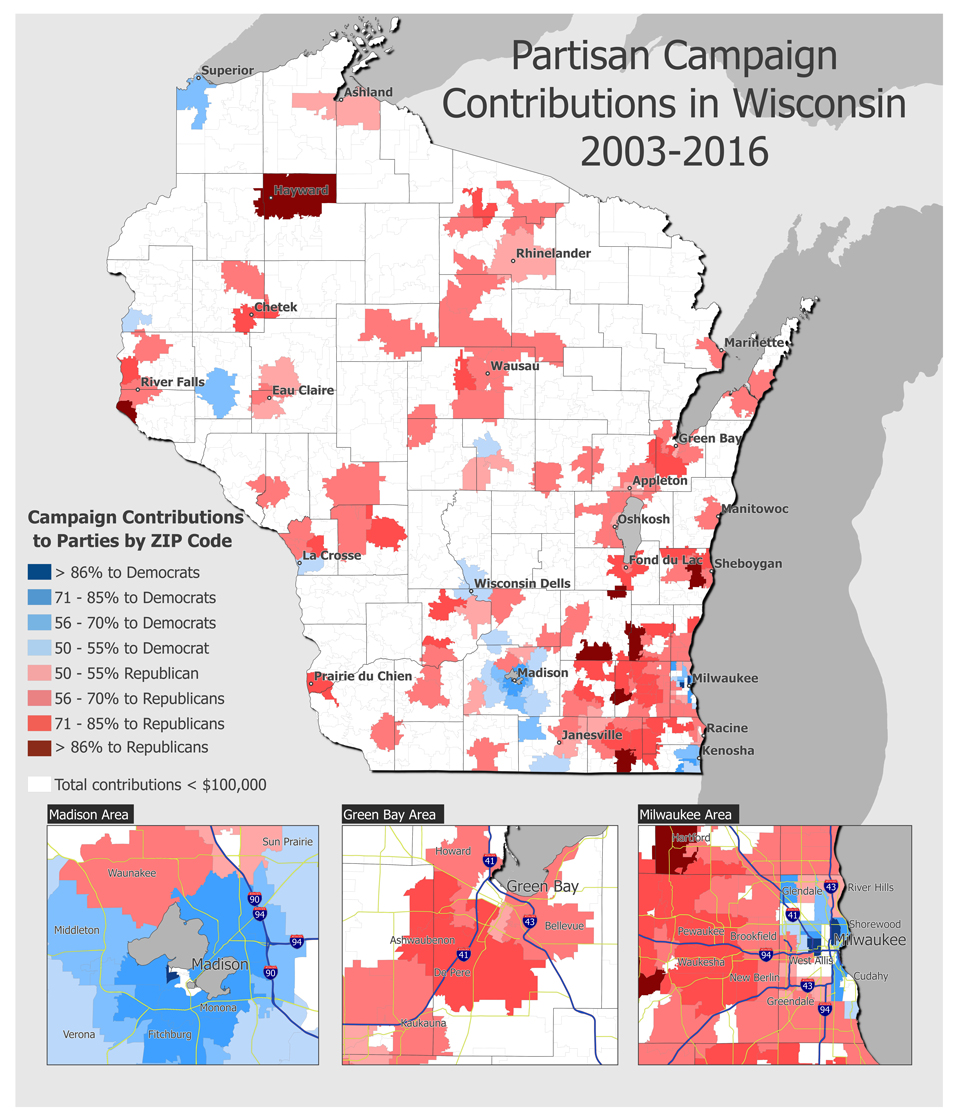 Partisan Campaign
Contributions in Wisconsin
2003-2016
Superior
Ashland
Hayward
Rhinelander
Chetek
Marinette
Wausau
River Falls
Eau Claire
Green Bay
Appleton
Manitowoc
Oshkosh
La Crosse
Fond du Lac
Sheboygan
Wisconsin Dells
Prairie du Chien
Madison
Milwaukee
Racine
Janesville
Kenosha
Campaign Contributions
to Parties by ZIP Code
> 86% to Democrats
71 - 85% to Democrats
56 - 70% to Democrats
50 - 55% to Democrat
50 - 55% Republican
56 - 70% to Republicans
71 - 85% to Republicans
> 86% to Republicans
Total contributions < $100,000
Madison Area
Sun Prairie
Waunakee
90
94
Middleton
94
Madison
90
Monona
Verona
Fitchburg
Green Bay Area
Howard
41
Green Bay
43
Bellevue
Ashwaubenon
41
De Pere
Kaukauna
Milwaukee Area
Hartford
Glendale
43
River Hills
41
Shorewood
Pewaukee
Brookfield
Milwaukee
94
West Allis
Waukesha
New Berlin
43
Cudahy
Greendale
94